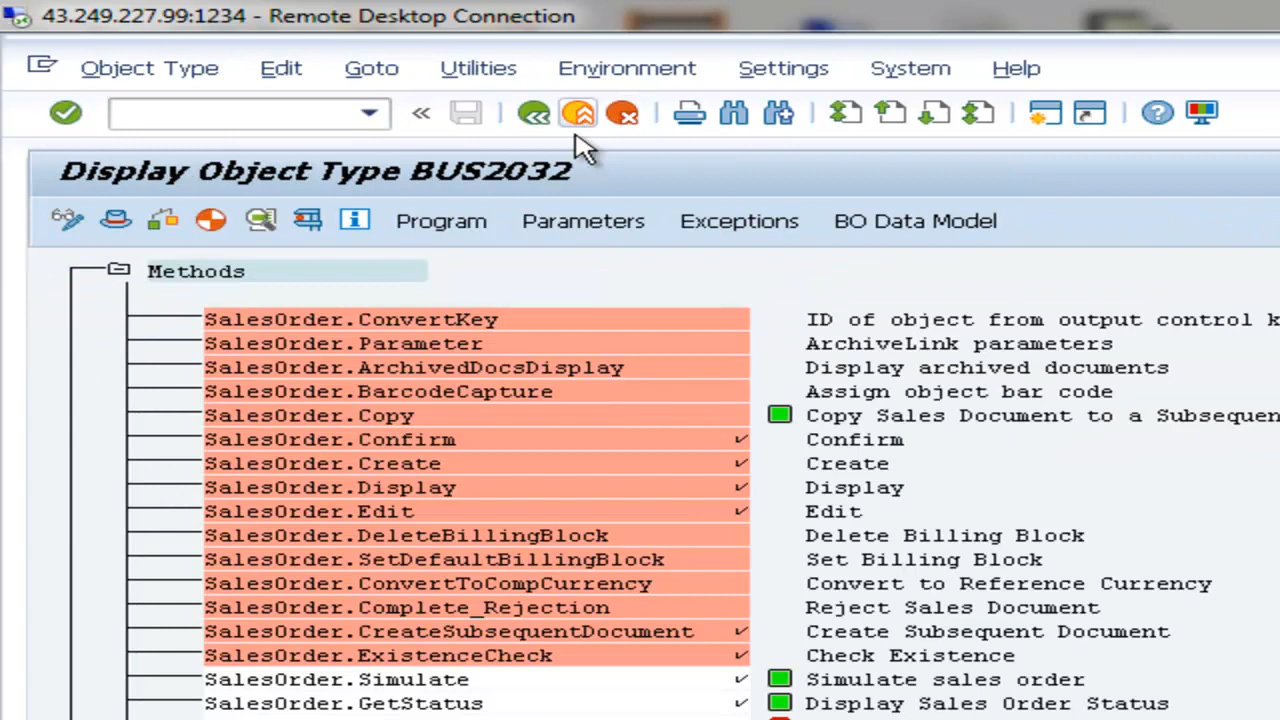 43.249.227.99:1234 - Remote Desktop Connection
Object Type Edit Goto Utilities Environment Settings System Help
Display Object Type BUS2032
Program Parameters Exceptions BO Data Model
Methods
SalesOrder.ConvertKey ID of object from output control k
SalesOrder.Parameter ArchiveLink parameters
SalesOrder.ArchivedDocsDisplay Display archived documents
SalesOrder.BarcodeCapture Assign object bar code
SalesOrder.Copy Copy Sales Document to a Subsequen
SalesOrder.Confirm ✓ Confirm
SalesOrder.Create ✓ Create
SalesOrder.Display ✓ Display
SalesOrder.Edit ✓ Edit
SalesOrder.DeleteBillingBlock Delete Billing Block
SalesOrder.SetDefaultBillingBlock Set Billing Block
SalesOrder.ConvertToCompCurrency Convert to Reference Currency
SalesOrder.Complete_Rejection Reject Sales Document
SalesOrder.CreateSubsequentDocument ✓ Create Subsequent Document
SalesOrder.ExistenceCheck ✓ Check Existence
SalesOrder.Simulate ✓ Simulate sales order
SalesOrder.GetStatus ✓ Display Sales Order Status